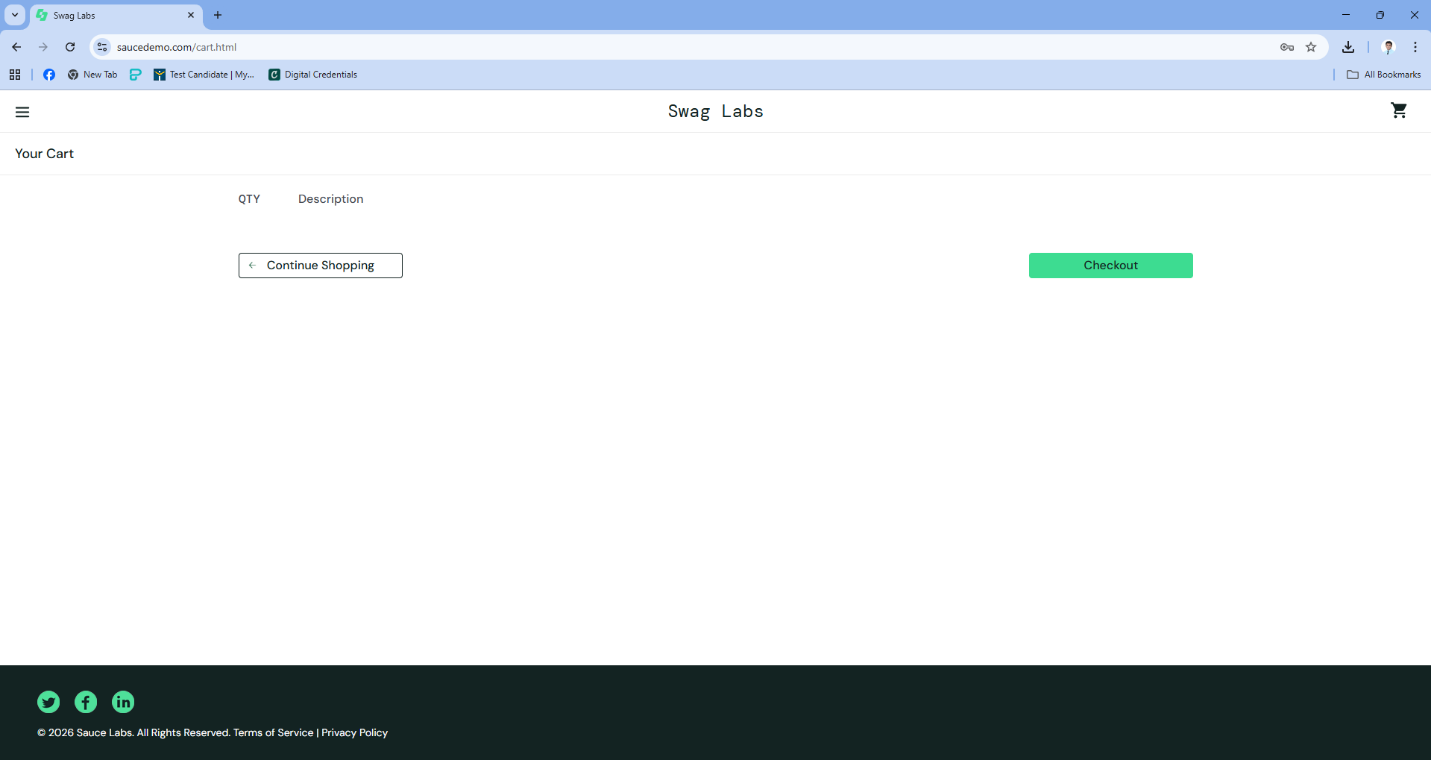 Swag Labs
saucedemo.com/cart.html
New Tab
Test Candidate | My...
Digital Credentials
All Bookmarks
Swag Labs
Your Cart
QTY Description
Continue Shopping
Checkout
© 2026 Sauce Labs. All Rights Reserved. Terms of Service | Privacy Policy